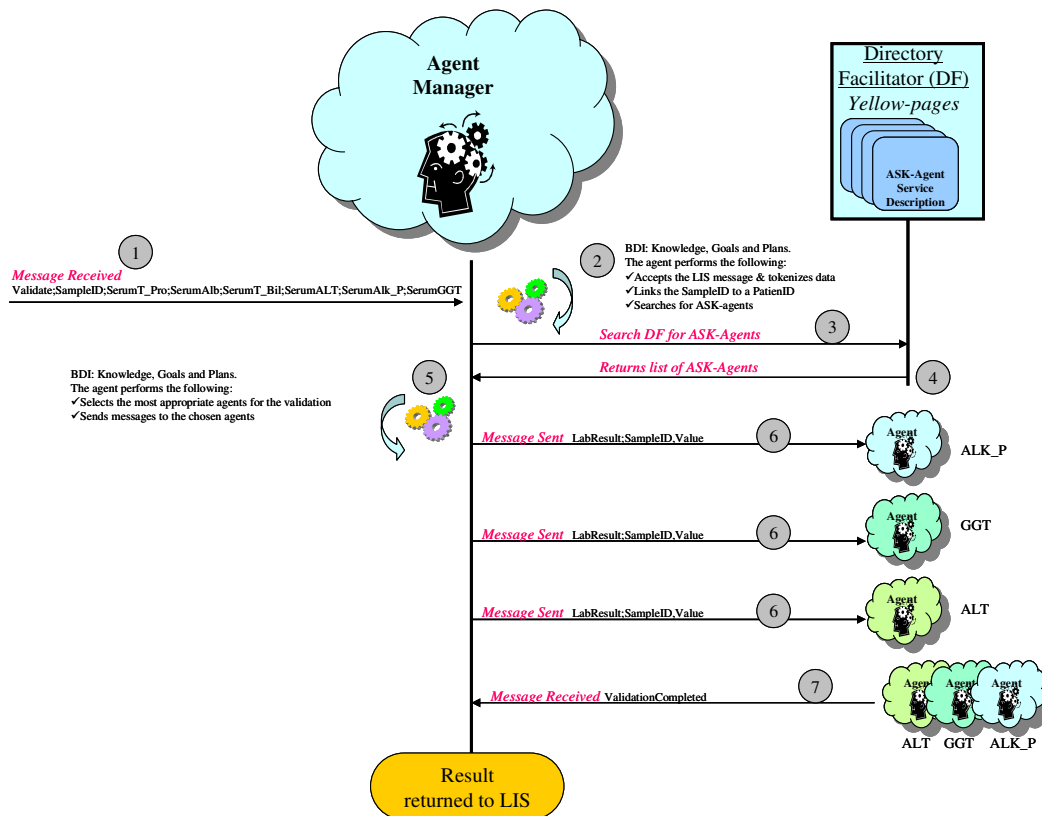 Agent
Manager
Directory
Facilitator (DF)
Yellow-pages
ASK-Agent
Service
Description
1
Message Received
Validate;SampleID;SerumT_Pro;SerumAlb;SerumT_Bil;SerumALT;SerumAlk_P;SerumGGT
2
BDI: Knowledge, Goals and Plans.
The agent performs the following:
✓Accepts the LIS message & tokenizes data
✓Links the SampleID to a PatienID
✓Searches for ASK-agents
Search DF for ASK-Agents
3
Returns list of ASK-Agents
4
BDI: Knowledge, Goals and Plans.
The agent performs the following:
✓Selects the most appropriate agents for the validation
✓Sends messages to the chosen agents
5
Message Sent LabResult;SampleID,Value
6
Agent
ALK_P
Message Sent LabResult;SampleID,Value
6
Agent
GGT
Message Sent LabResult;SampleID,Value
6
Agent
ALT
Message Received ValidationCompleted
7
Agent Agent Agent
ALT GGT ALK_P
Result
returned to LIS